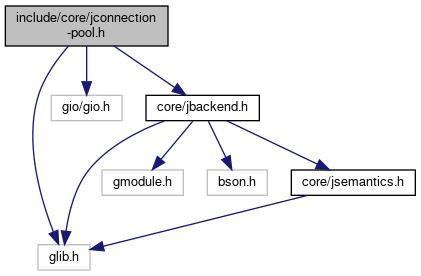 include/core/jconnection
-pool.h
gio/gio.h
core/jbackend.h
gmodule.h
bson.h
core/jsemantics.h
glib.h